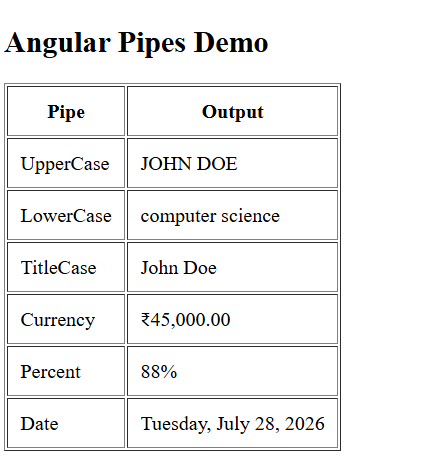 Angular Pipes Demo
Pipe Output
UpperCase JOHN DOE
LowerCase computer science
TitleCase John Doe
Currency ₹45,000.00
Percent 88%
Date Tuesday, July 28, 2026